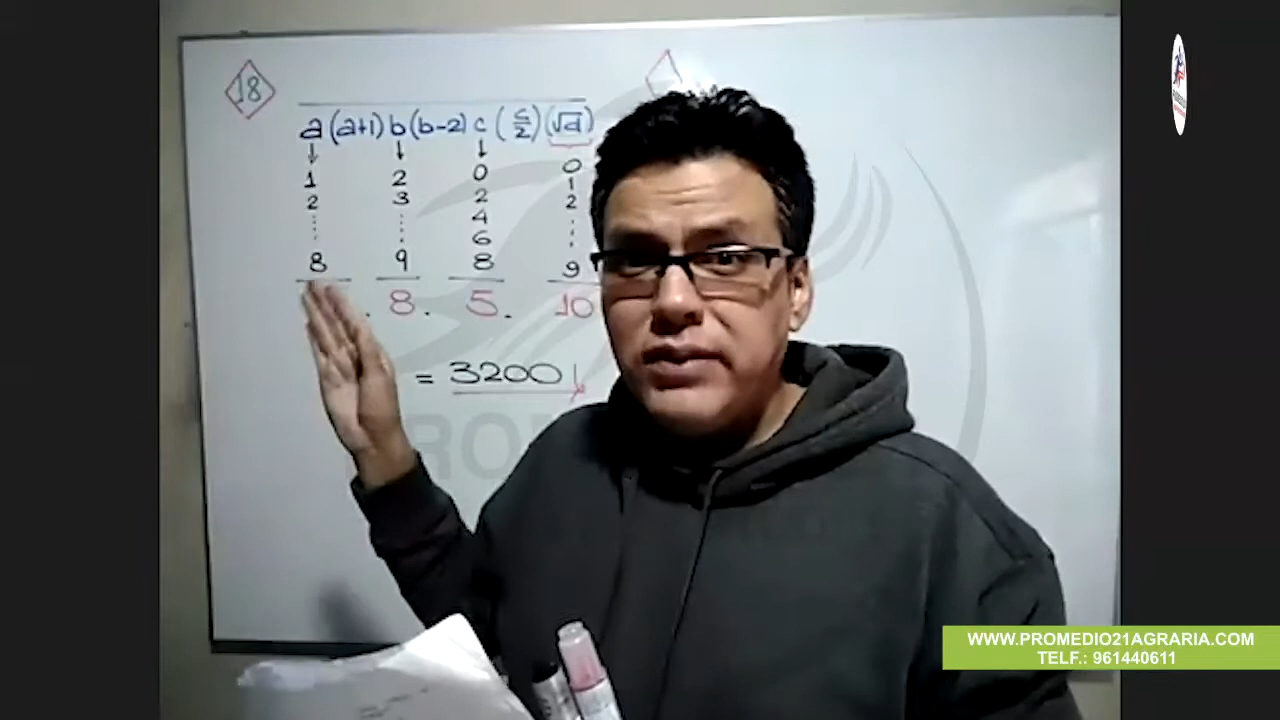 18
a (a+1) b (b-2) c (c/2) (√d)
↓ ↓ ↓
1 2 0 0
2 3 2 1
⋮ ⋮ 4 2
6 ⋮
8 9 8 9
. 8 . 5 . 10
= 3200
WWW.PROMEDIO21AGRARIA.COM
TELF.: 961440611